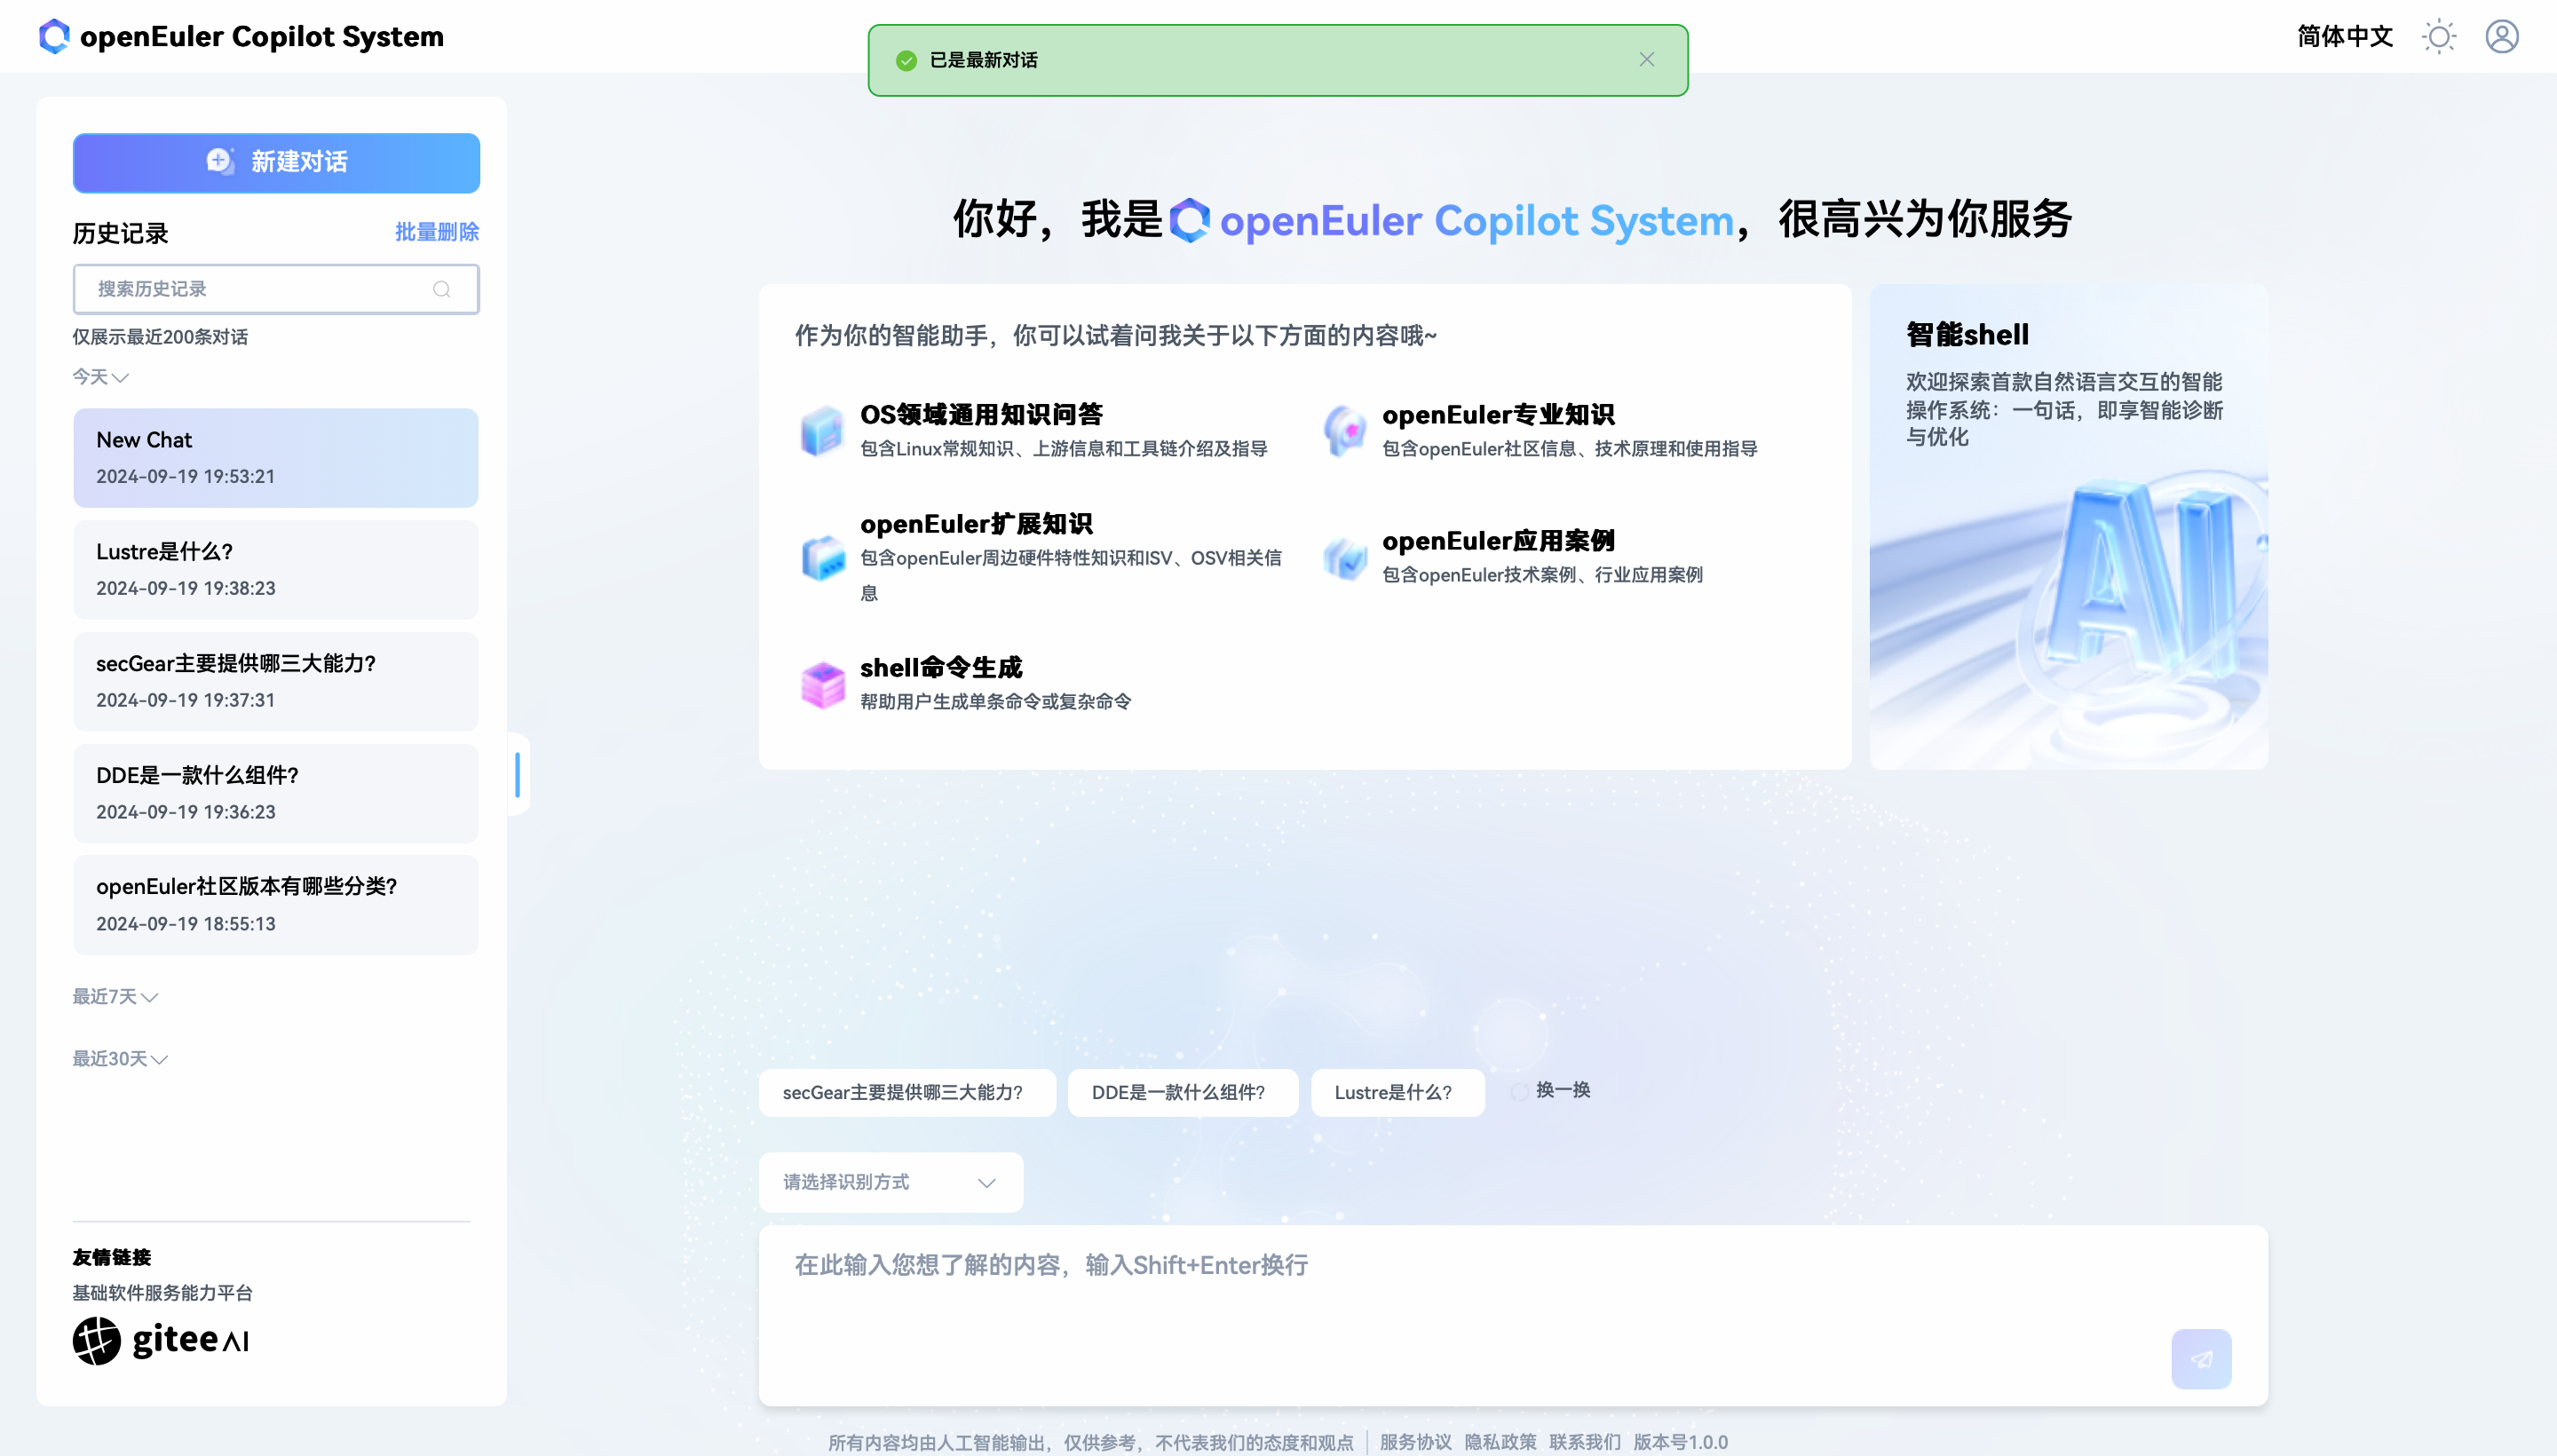 openEuler Copilot System
已是最新对话
简体中文
新建对话
历史记录
批量删除
搜索历史记录
仅展示最近200条对话
今天
New Chat
2024-09-19 19:53:21
Lustre是什么?
2024-09-19 19:38:23
secGear主要提供哪三大能力?
2024-09-19 19:37:31
DDE是一款什么组件?
2024-09-19 19:36:23
openEuler社区版本有哪些分类?
2024-09-19 18:55:13
最近7天
最近30天
友情链接
基础软件服务能力平台
gitee AI
你好，我是 openEuler Copilot System，很高兴为你服务
作为你的智能助手，你可以试着问我关于以下方面的内容哦~
OS领域通用知识问答
包含Linux常规知识、上游信息和工具链介绍及指导
openEuler专业知识
包含openEuler社区信息、技术原理和使用指导
openEuler扩展知识
包含openEuler周边硬件特性知识和ISV、OSV相关信
息
openEuler应用案例
包含openEuler技术案例、行业应用案例
shell命令生成
帮助用户生成单条命令或复杂命令
智能shell
欢迎探索首款自然语言交互的智能
操作系统：一句话，即享智能诊断
与优化
AI
secGear主要提供哪三大能力?
DDE是一款什么组件?
Lustre是什么?
换一换
请选择识别方式
在此输入您想了解的内容，输入Shift+Enter换行
所有内容均由人工智能输出，仅供参考，不代表我们的态度和观点 | 服务协议 隐私政策 联系我们 版本号1.0.0